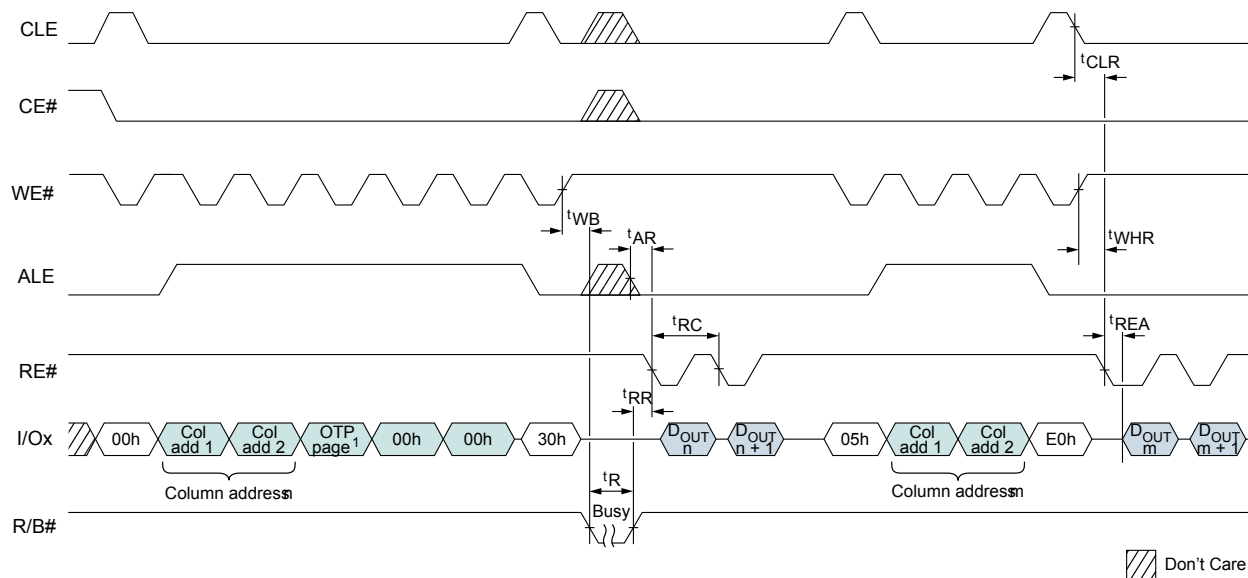 CLE
tCLR
CE#
WE#
tWB
tAR
tWHR
ALE
tRC
tREA
RE#
tRR
I/Ox
00h
Col add 1
Col add 2
OTP page1
00h
00h
30h
DOUT n
DOUT n + 1
05h
Col add 1
Col add 2
E0h
DOUT m
DOUT m + 1
Column address n
Column address m
tR
Busy
R/B#
Don't Care